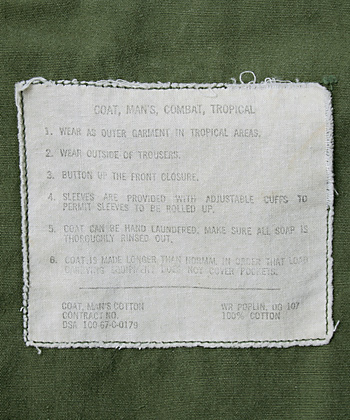 COAT, MAN'S, COMBAT, TROPICAL
1. WEAR AS OUTER GARMENT IN TROPICAL AREAS.
2. WEAR OUTSIDE OF TROUSERS.
3. BUTTON UP THE FRONT CLOSURE.
4. SLEEVES ARE PROVIDED WITH ADJUSTABLE CUFFS TO
PERMIT SLEEVES TO BE ROLLED UP.
5. COAT CAN BE HAND LAUNDERED. MAKE SURE ALL SOAP IS
THOROUGHLY RINSED OUT.
6. COAT IS MADE LONGER THAN NORMAL IN ORDER THAT LOAD
CARRYING EQUIPMENT DOES NOT COVER POCKETS.
COAT, MAN'S COTTON
WR POPLIN, OG 107
CONTRACT NO.
100% COTTON
DSA 100-67-C-0179